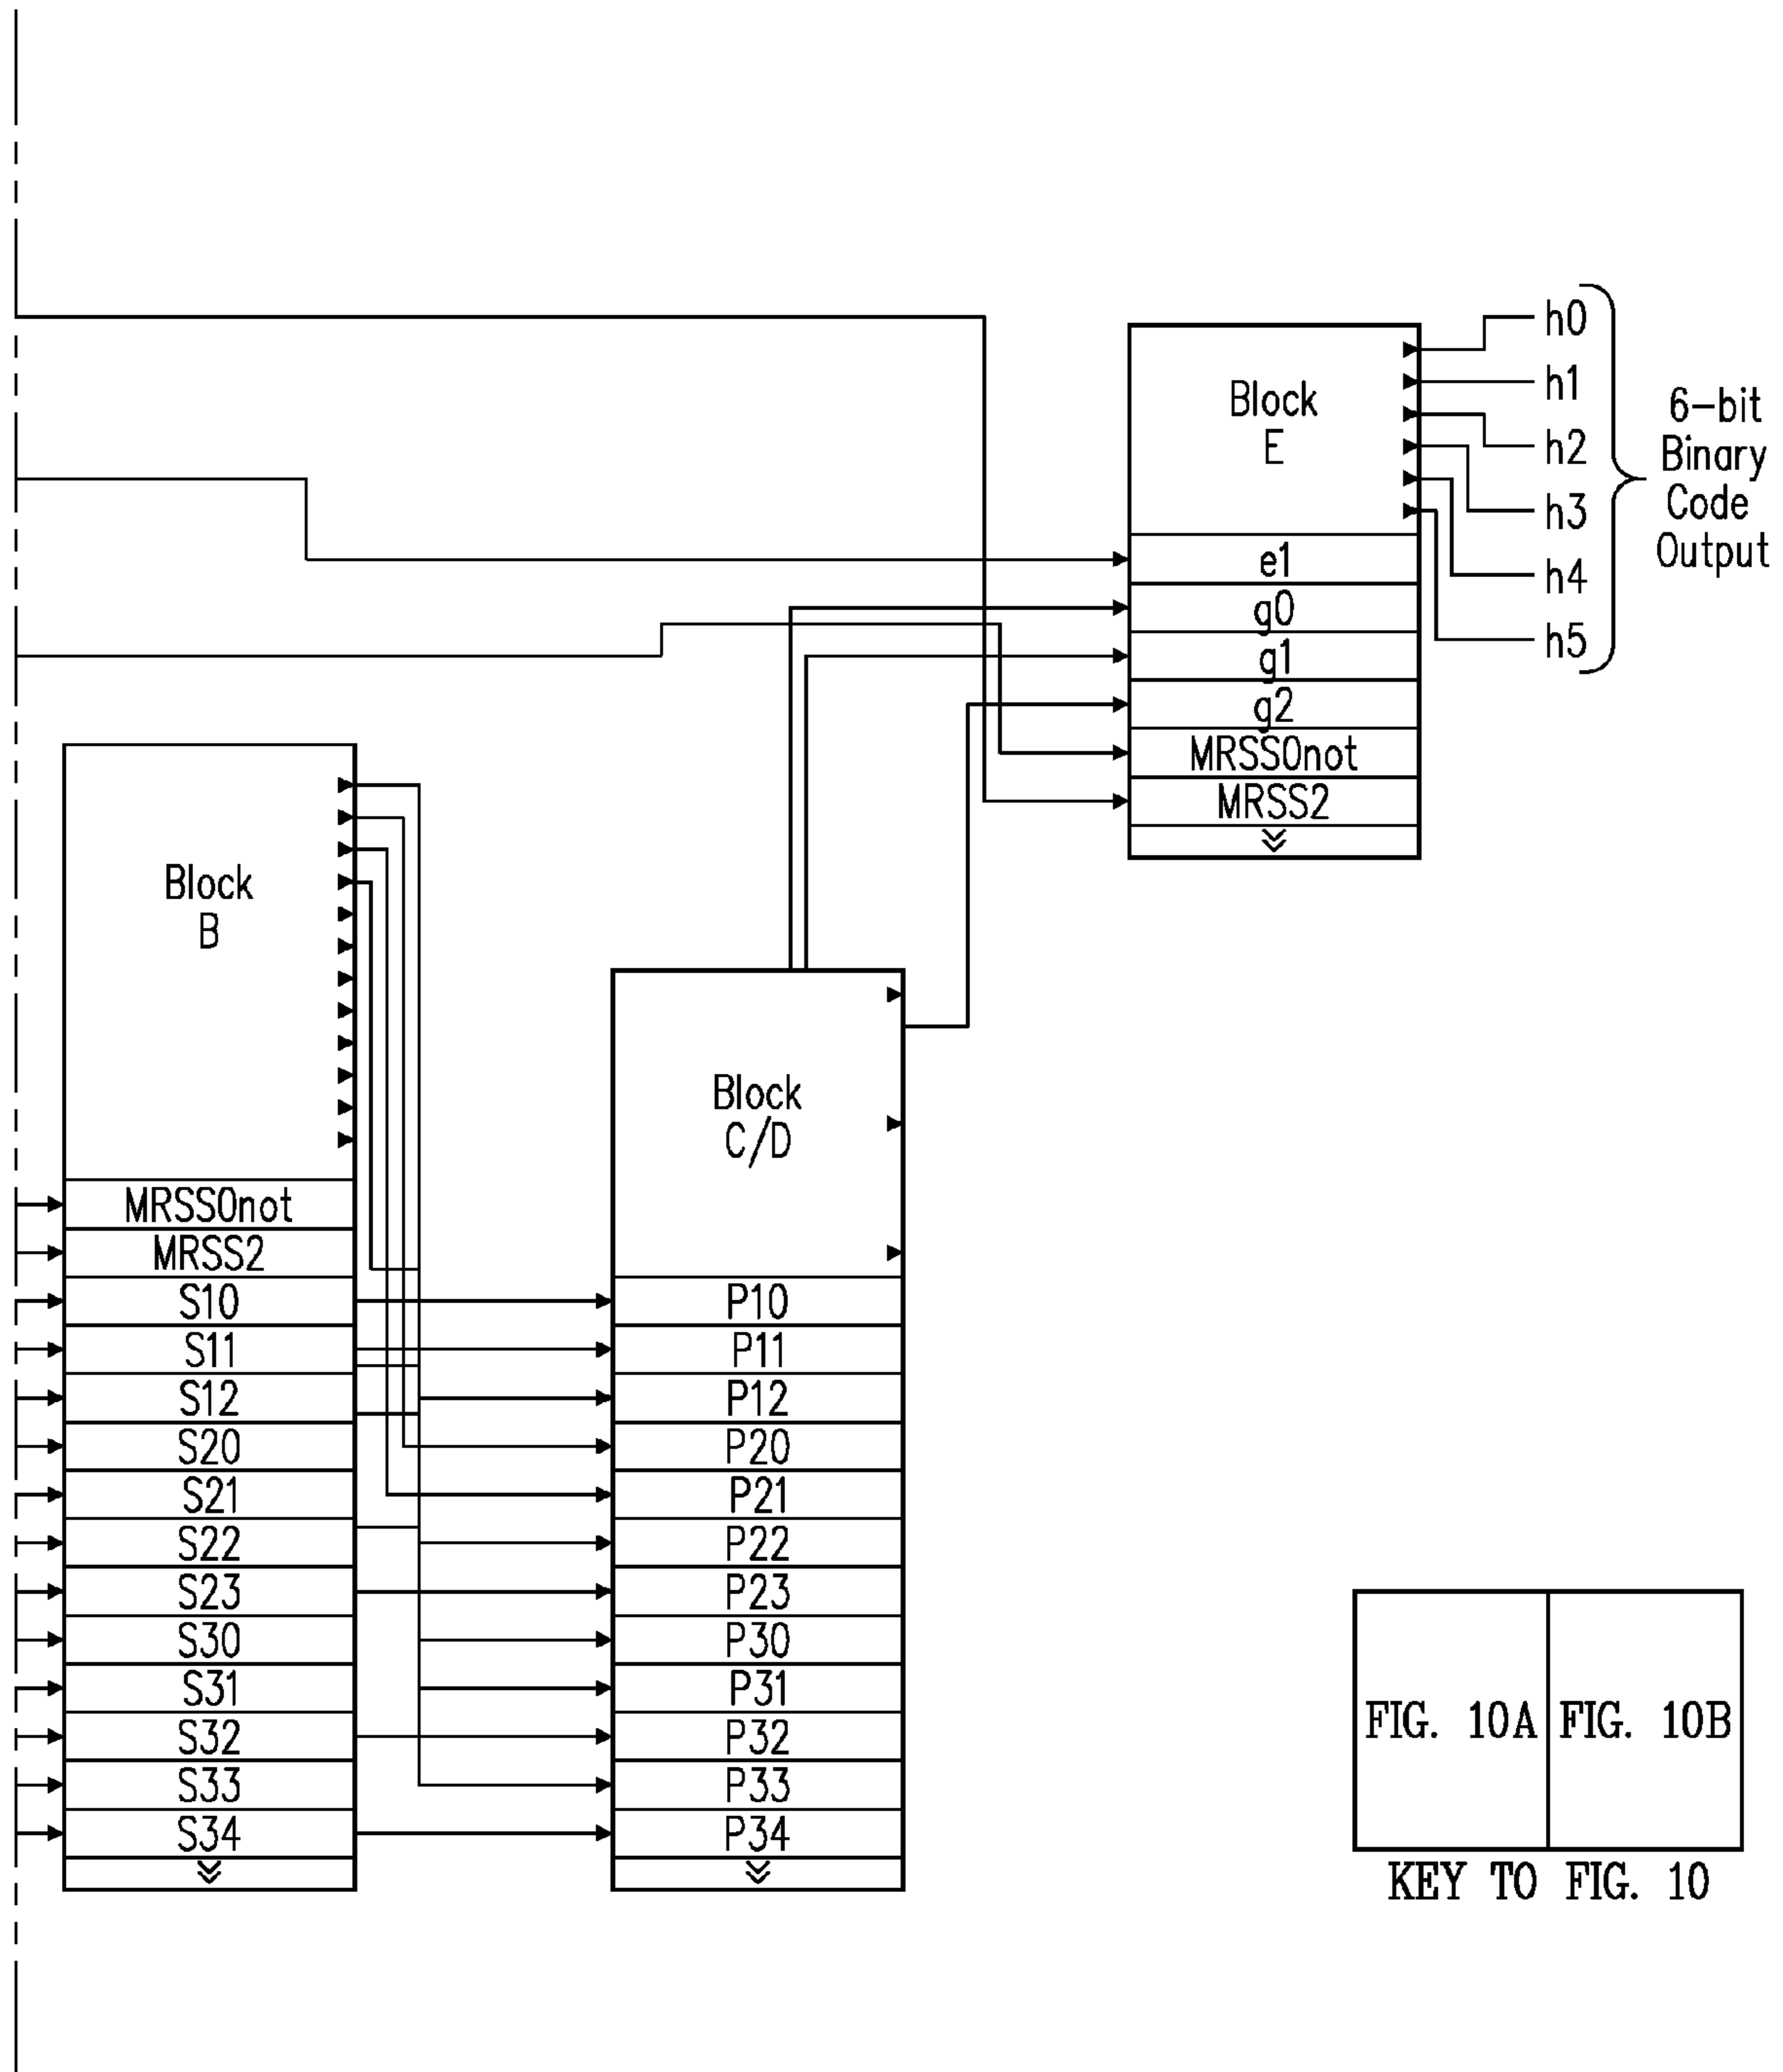 h0
h1
h2
h3
h4
h5
6-bit
Binary
Code
Output
Block
E
e1
g0
g1
g2
MRSS0not
MRSS2
Block
B
MRSS0not
MRSS2
S10
S11
S12
S20
S21
S22
S23
S30
S31
S32
S33
S34
Block
C/D
P10
P11
P12
P20
P21
P22
P23
P30
P31
P32
P33
P34
FIG. 10A
FIG. 10B
KEY TO FIG. 10